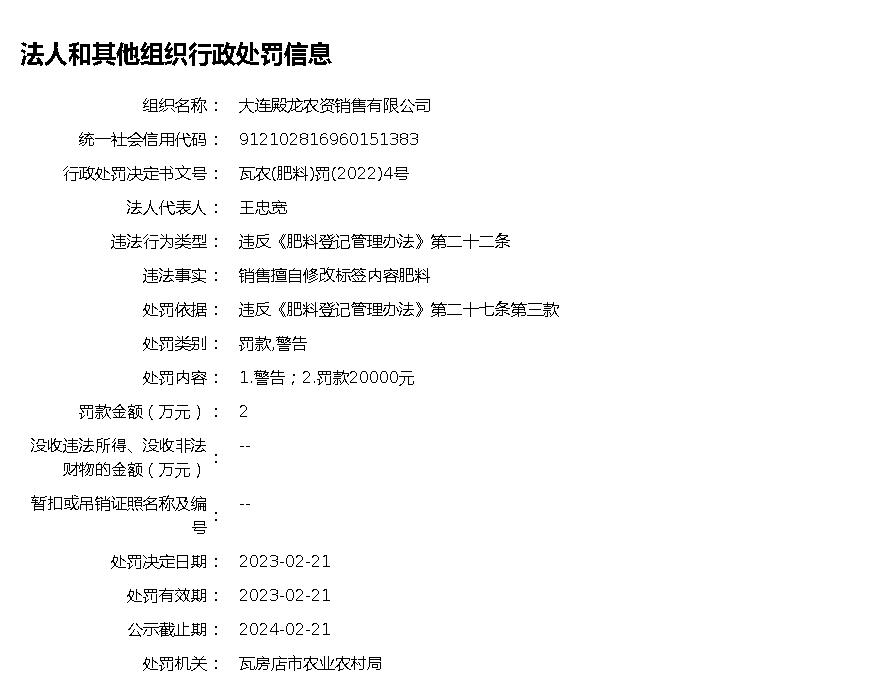 法人和其他组织行政处罚信息
组织名称： 大连殿龙农资销售有限公司
统一社会信用代码： 912102816960151383
行政处罚决定书文号： 瓦农(肥料)罚(2022)4号
法人代表人： 王忠宽
违法行为类型： 违反《肥料登记管理办法》第二十二条
违法事实： 销售擅自修改标签内容肥料
处罚依据： 违反《肥料登记管理办法》第二十七条第三款
处罚类别： 罚款,警告
处罚内容： 1.警告；2.罚款20000元
罚款金额（万元）： 2
没收违法所得、没收非法
财物的金额（万元）： --
暂扣或吊销证照名称及编
号： --
处罚决定日期： 2023-02-21
处罚有效期： 2023-02-21
公示截止期： 2024-02-21
处罚机关： 瓦房店市农业农村局